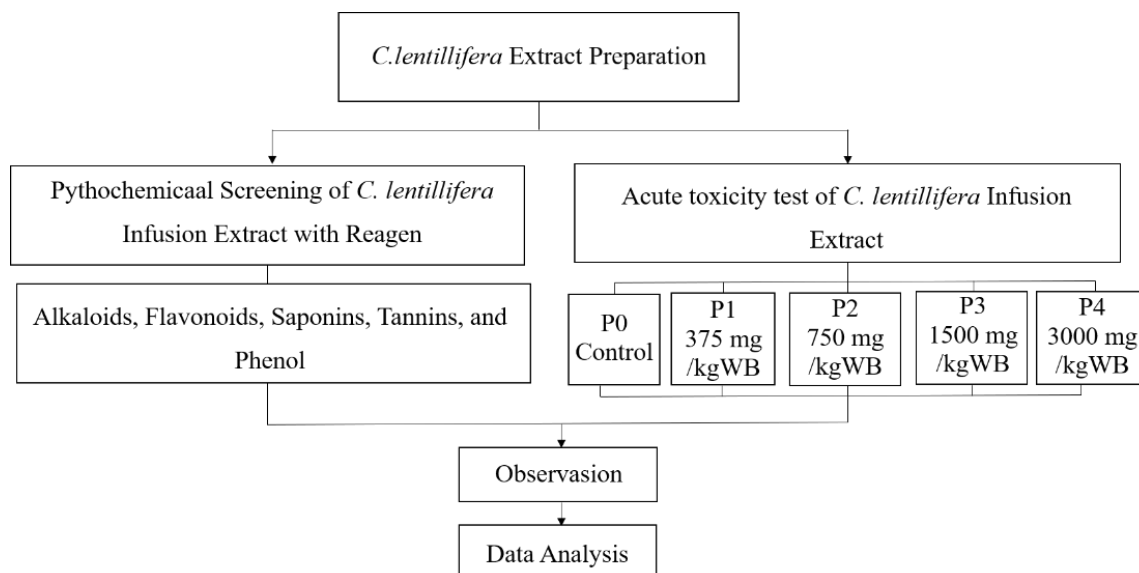 C.lentillifera Extract Preparation
Pythochemicaal Screening of C. lentillifera
Infusion Extract with Reagen
Acute toxicity test of C. lentillifera Infusion
Extract
Alkaloids, Flavonoids, Saponins, Tannins, and
Phenol
P0
Control
P1
375 mg
/kgWB
P2
750 mg
/kgWB
P3
1500 mg
/kgWB
P4
3000 mg
/kgWB
Observasion
Data Analysis